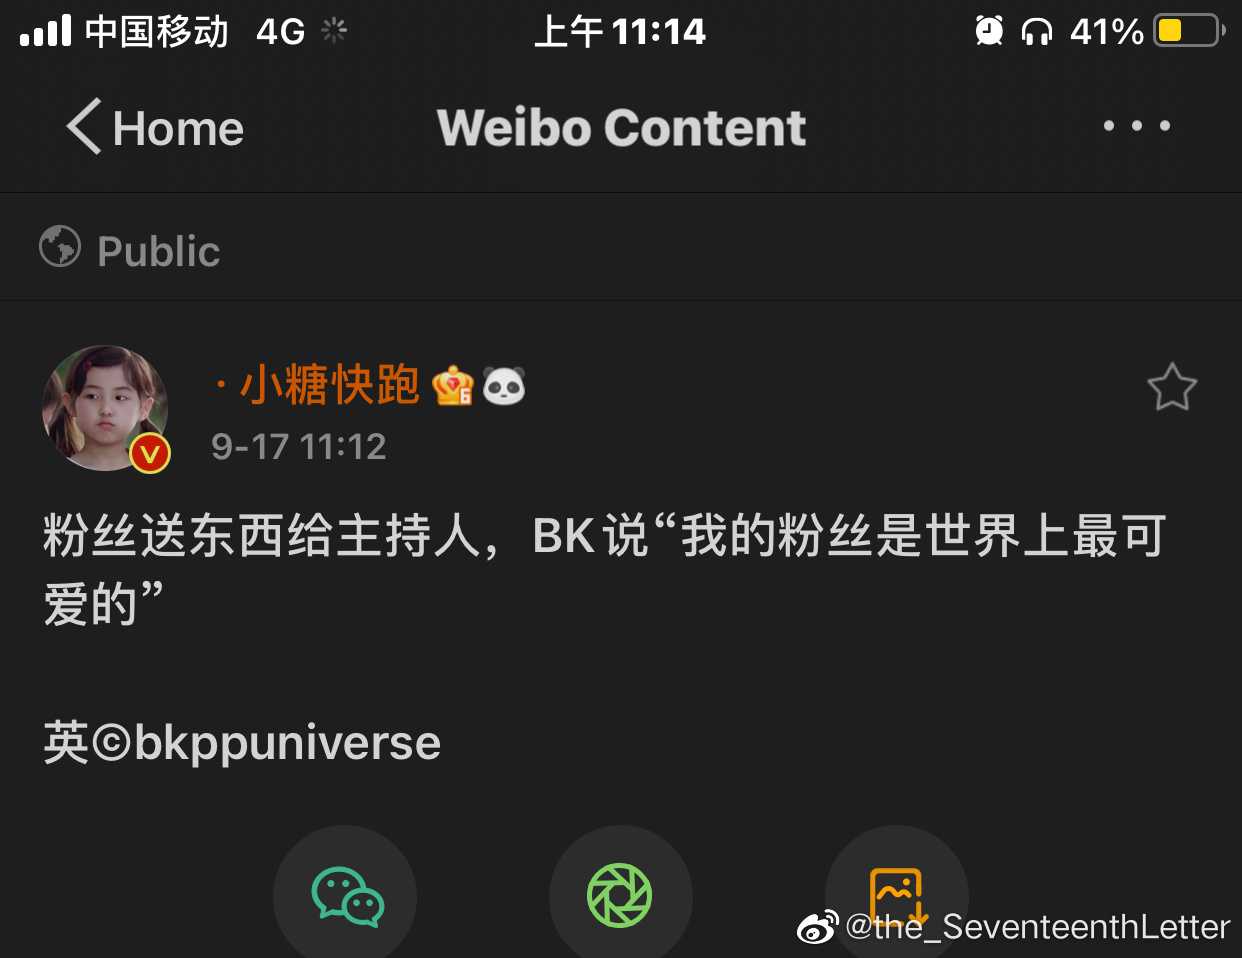 中国移动 4G 上午 11:14 41%
Home Weibo Content
Public
· 小糖快跑
6
V
9-17 11:12
粉丝送东西给主持人，BK说“我的粉丝是世界上最可
爱的”
英©bkppuniverse
@the_SeventeenthLetter